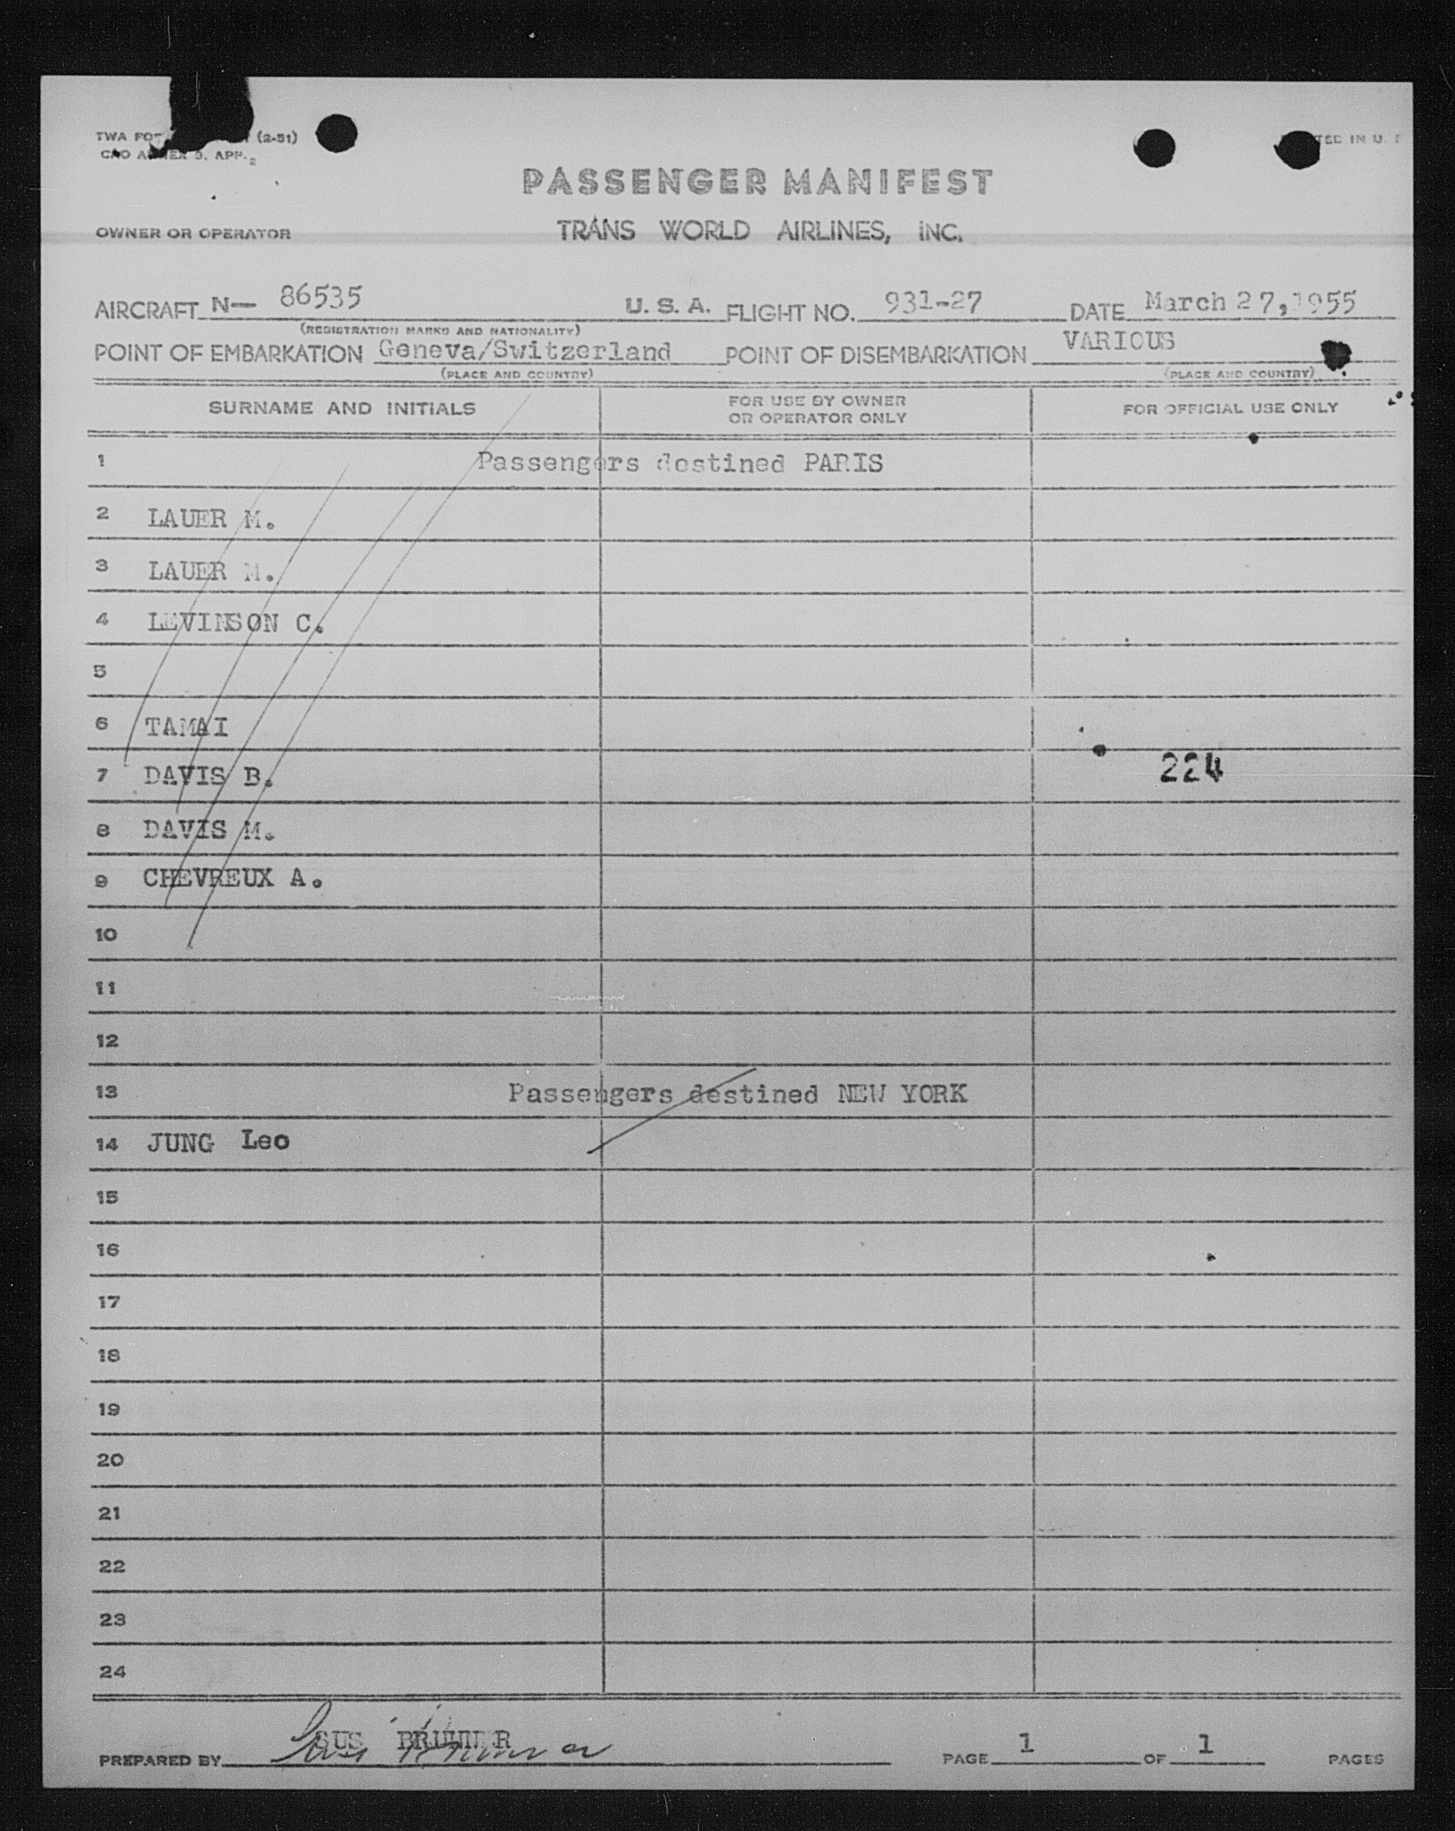 TWA (2-51)
CAO ANNEX 9, APP. 2
IN U.
PASSENGER MANIFEST
OWNER OR OPERATOR TRANS WORLD AIRLINES, INC.
AIRCRAFT N— 86535 U. S. A. FLIGHT NO. 931-27 DATE March 27, 1955
(REGISTRATION MARKS AND NATIONALITY)
POINT OF EMBARKATION Geneva/Switzerland POINT OF DISEMBARKATION VARIOUS
(PLACE AND COUNTRY) (PLACE AND COUNTRY)
SURNAME AND INITIALS FOR USE BY OWNER OR OPERATOR ONLY FOR OFFICIAL USE ONLY
1 Passengers destined PARIS
2 LAUER M.
3 LAUER M.
4 LEVINSON C.
5
6 TAMAI
224
7 DAVIS B.
8 DAVIS M.
9 CHEVREUX A.
10
11
12
13 Passengers destined NEW YORK
14 JUNG Leo
15
16
17
18
19
20
21
22
23
24
PREPARED BY GUS BRUNNER PAGE 1 OF 1 PAGES